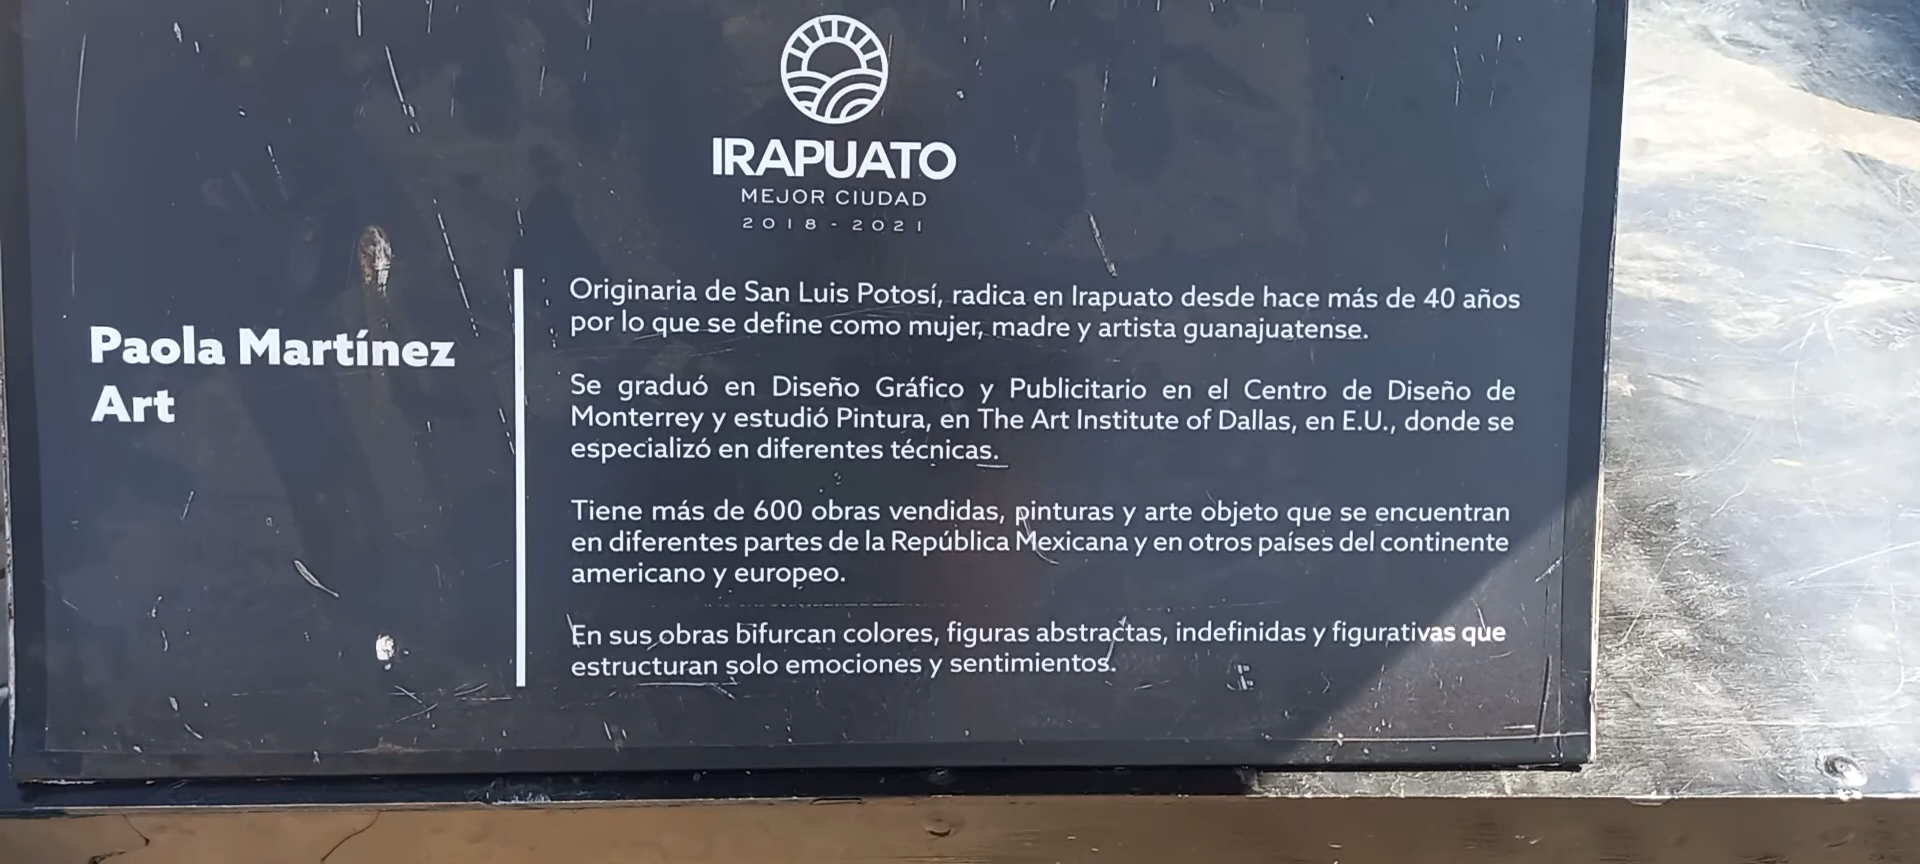 IRAPUATO
MEJOR CIUDAD
2018 - 2021
Paola Martínez
Art
Originaria de San Luis Potosí, radica en Irapuato desde hace más de 40 años
por lo que se define como mujer, madre y artista guanajuatense.
Se graduó en Diseño Gráfico y Publicitario en el Centro de Diseño de
Monterrey y estudió Pintura, en The Art Institute of Dallas, en E.U., donde se
especializó en diferentes técnicas.
Tiene más de 600 obras vendidas, pinturas y arte objeto que se encuentran
en diferentes partes de la República Mexicana y en otros países del continente
americano y europeo.
En sus obras bifurcan colores, figuras abstractas, indefinidas y figurativas que
estructuran solo emociones y sentimientos.